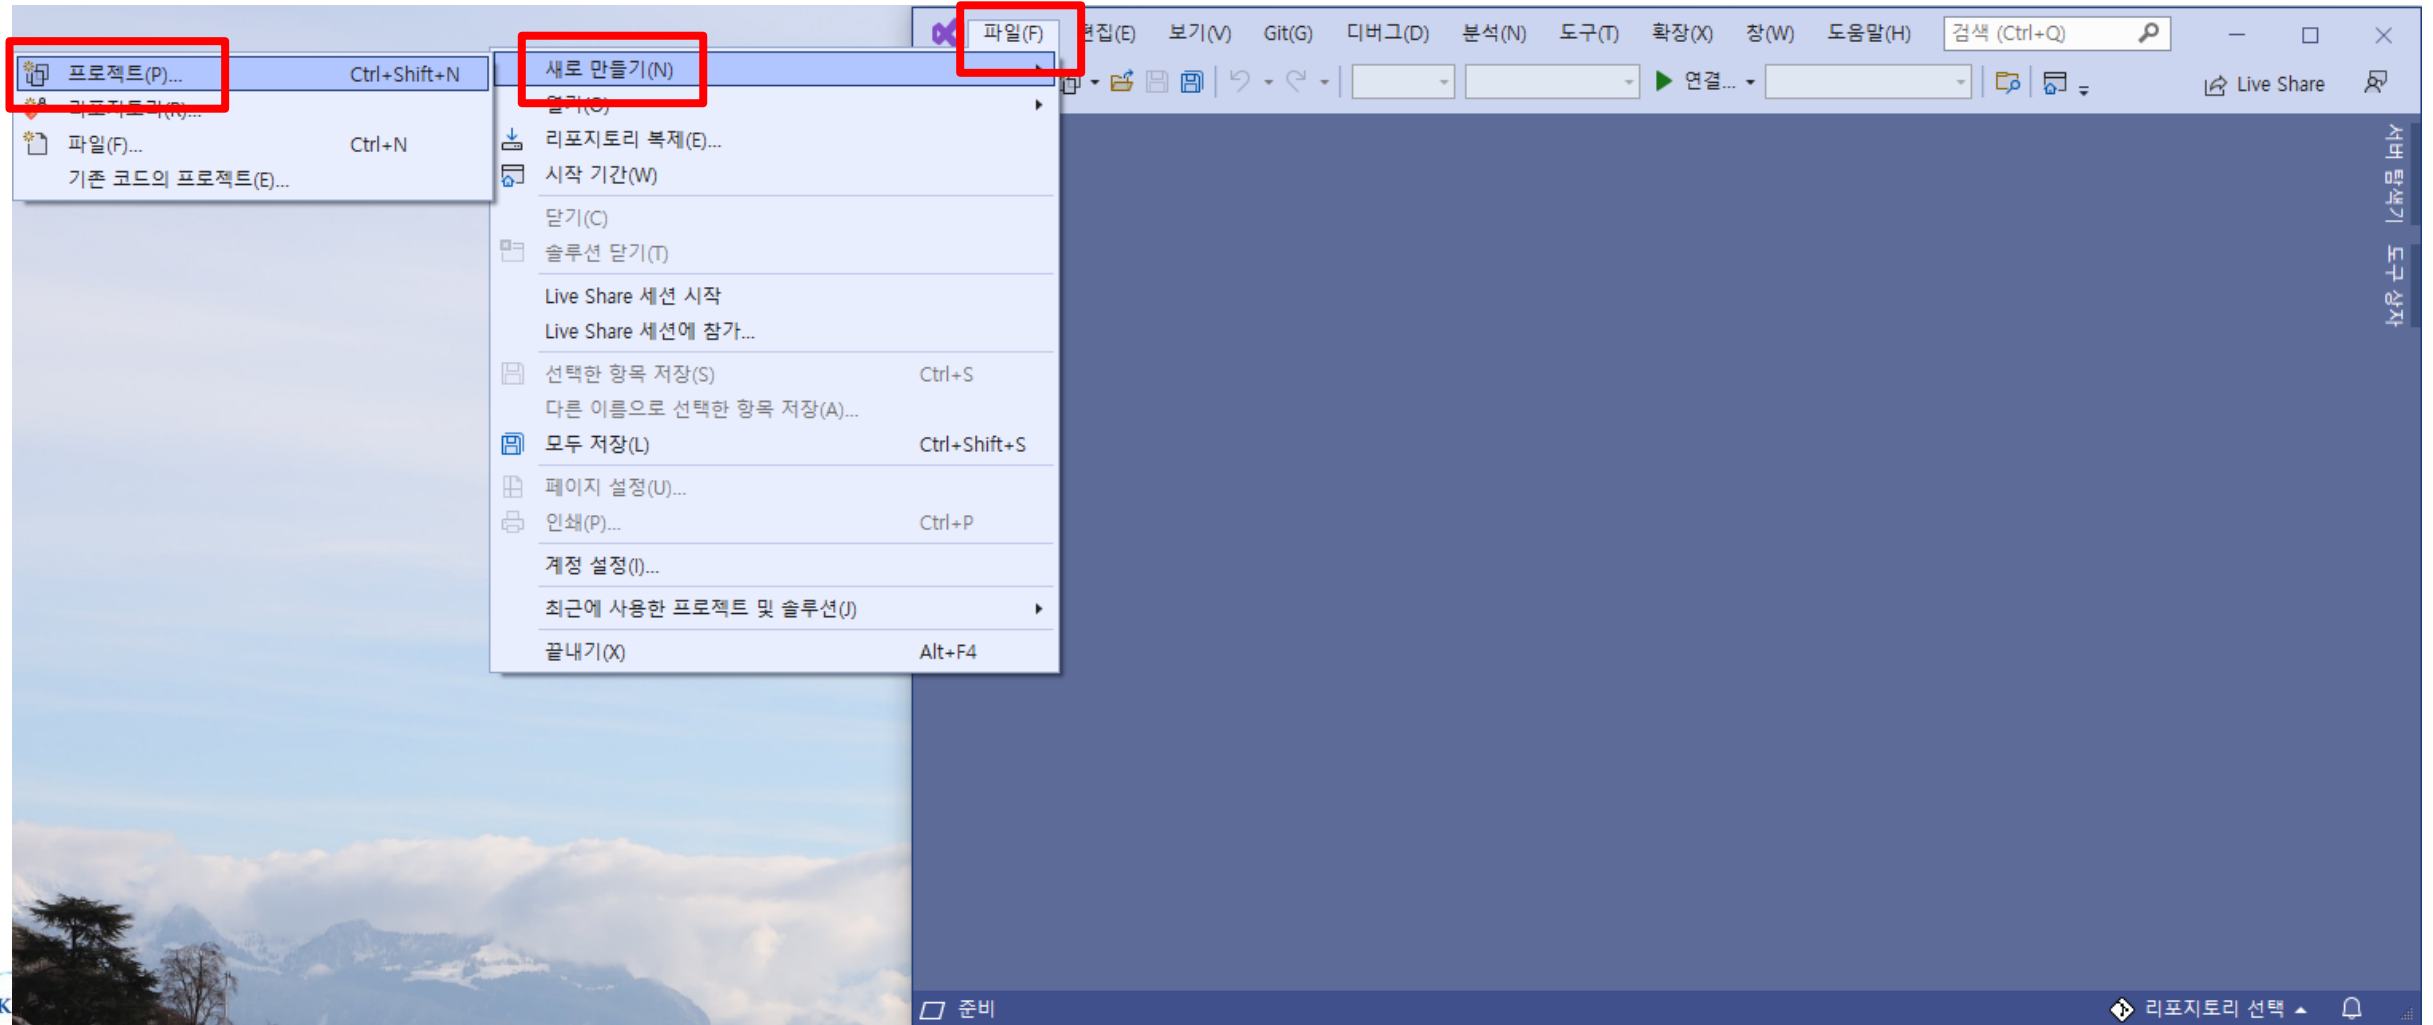 파일(F) 편집(E) 보기(V) Git(G) 디버그(D) 분석(N) 도구(T) 확장(X) 창(W) 도움말(H) 검색 (Ctrl+Q)
연결... Live Share
프로젝트(P)... Ctrl+Shift+N
리포지토리(R)...
파일(F)... Ctrl+N
기존 코드의 프로젝트(E)...
새로 만들기(N)
열기(O)
리포지토리 복제(E)...
시작 기간(W)
닫기(C)
솔루션 닫기(T)
Live Share 세션 시작
Live Share 세션에 참가...
선택한 항목 저장(S) Ctrl+S
다른 이름으로 선택한 항목 저장(A)...
모두 저장(L) Ctrl+Shift+S
페이지 설정(U)...
인쇄(P)... Ctrl+P
계정 설정(I)...
최근에 사용한 프로젝트 및 솔루션(J)
끝내기(X) Alt+F4
서버 탐색기
도구 상자
K
준비 리포지토리 선택